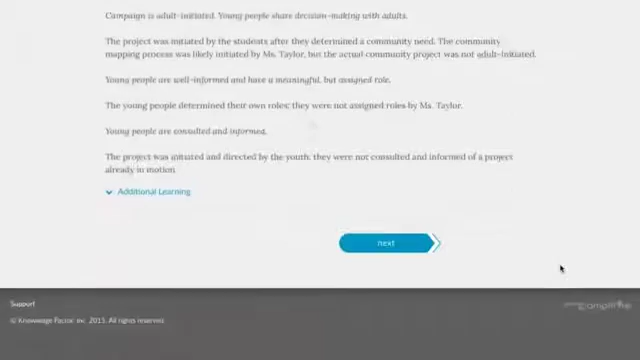 Campaign is adult-initiated. Young people share decision-making with adults.
The project was initiated by the students after they determined a community need. The community
mapping process was likely initiated by Ms. Taylor, but the actual community project was not adult-initiated.
Young people are well-informed and have a meaningful, but assigned role.
The young people determined their own roles; they were not assigned roles by Ms. Taylor.
Young people are consulted and informed.
The project was initiated and directed by the youth; they were not consulted and informed of a project
already in motion.
Additional Learning
next
Support
© Knowledge Factor, Inc. 2015. All rights reserved.
amplifire